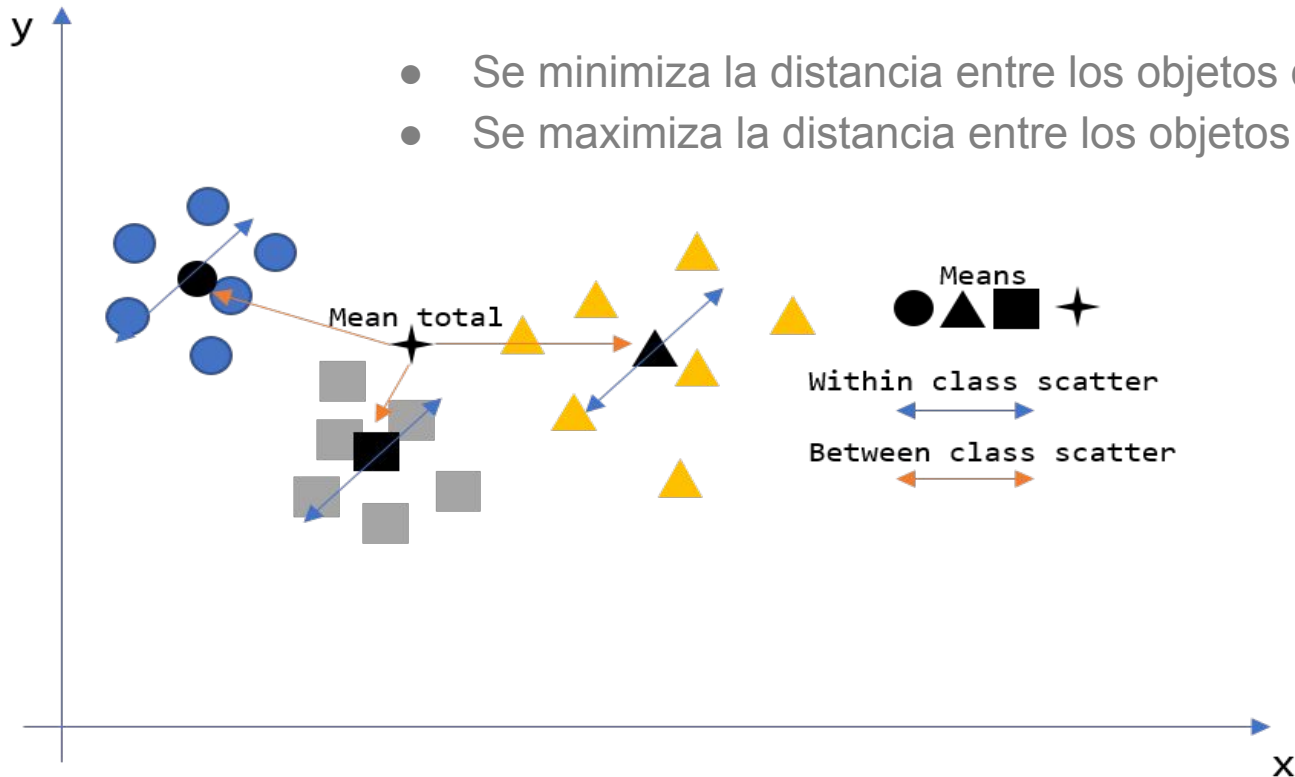 y
● Se minimiza la distancia entre los objetos
● Se maximiza la distancia entre los objetos
Mean total
Means
Within class scatter
Between class scatter
x